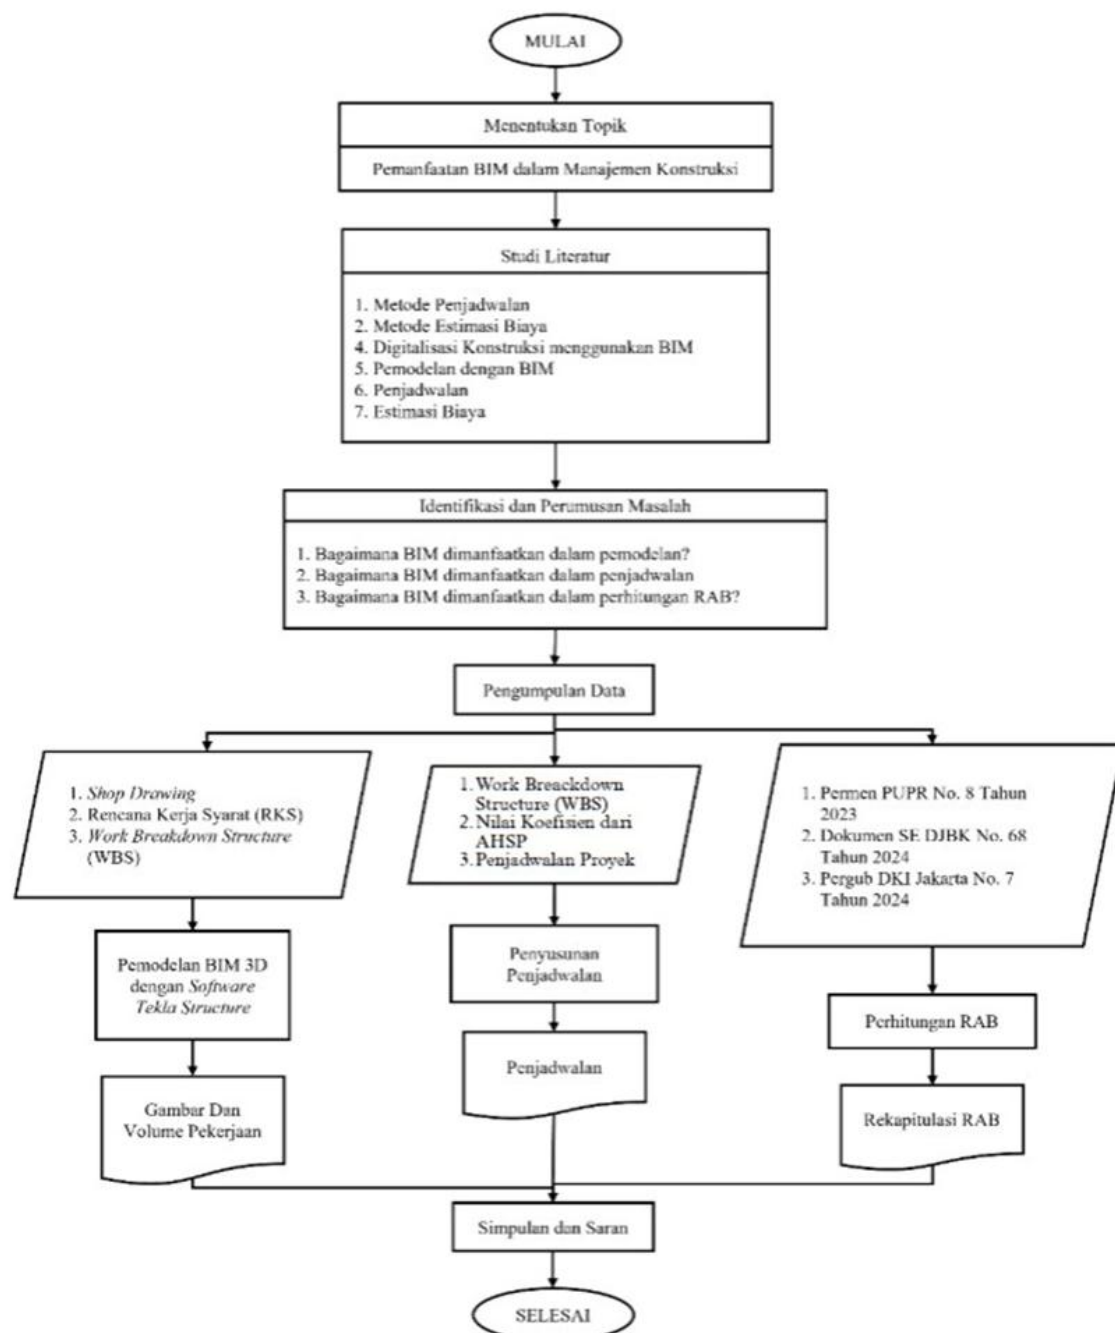 MULAI
Menentukan Topik
Pemanfaatan BIM dalam Manajemen Konstruksi
Studi Literatur
1. Metode Penjadwalan
2. Metode Estimasi Biaya
4. Digitalisasi Konstruksi menggunakan BIM
5. Pemodelan dengan BIM
6. Penjadwalan
7. Estimasi Biaya
Identifikasi dan Perumusan Masalah
1. Bagaimana BIM dimanfaatkan dalam pemodelan?
2. Bagaimana BIM dimanfaatkan dalam penjadwalan
3. Bagaimana BIM dimanfaatkan dalam perhitungan RAB?
Pengumpulan Data
1. Shop Drawing
2. Rencana Kerja Syarat (RKS)
3. Work Breakdown Structure
(WBS)
Pemodelan BIM 3D
dengan Software
Tekla Structure
Gambar Dan
Volume Pekerjaan
1. Work Breackdown
Structure (WBS)
2. Nilai Koefisien dari
AHSP
3. Penjadwalan Proyek
Penyusunan
Penjadwalan
Penjadwalan
1. Permen PUPR No. 8 Tahun
2023
2. Dokumen SE DJBK No. 68
Tahun 2024
3. Pergub DKI Jakarta No. 7
Tahun 2024
Perhitungan RAB
Rekapitulasi RAB
Simpulan dan Saran
SELESAI